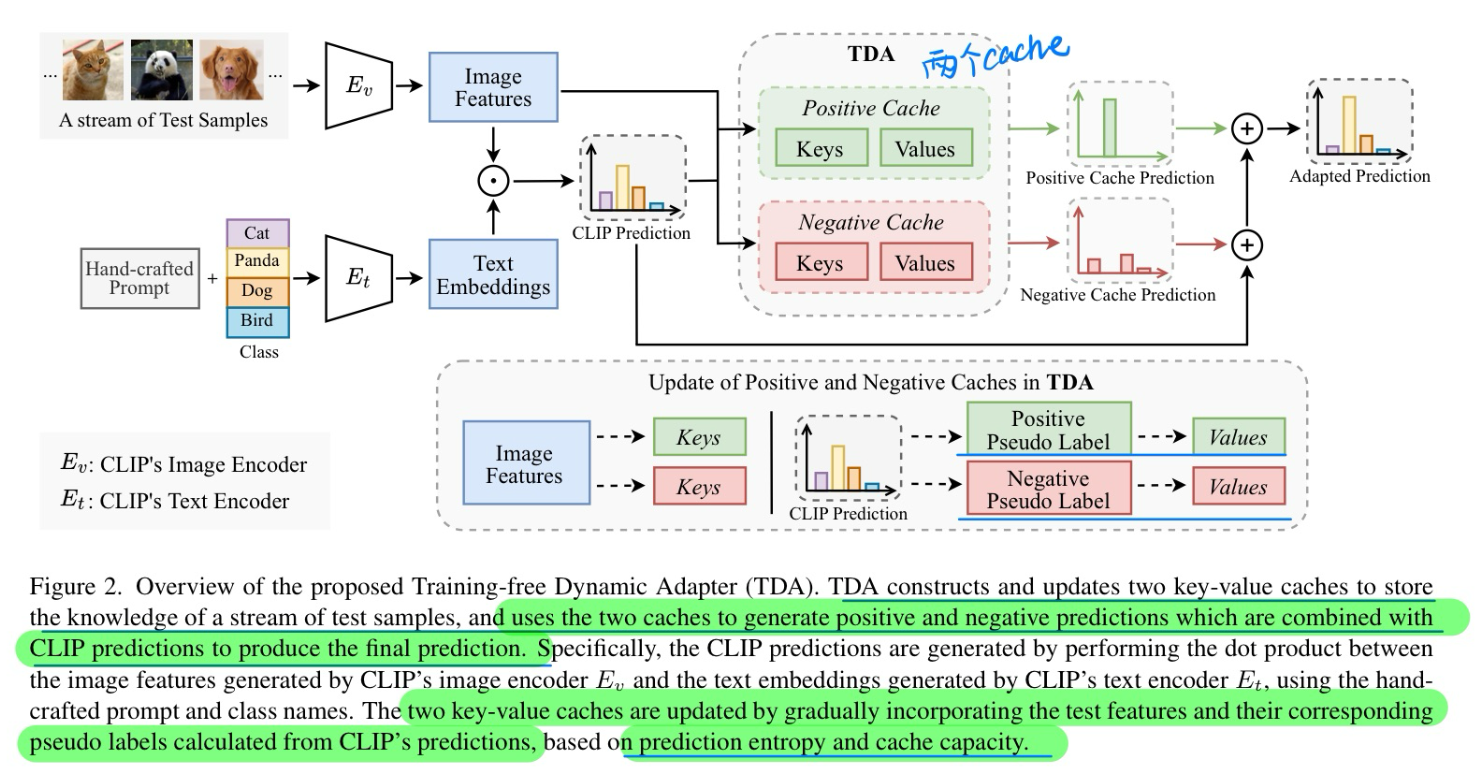 TDA
两个cache
...
...
A stream of Test Samples
E_v
Image
Features
Positive Cache
Keys
Values
Positive Cache Prediction
Adapted Prediction
CLIP Prediction
Negative Cache
Keys
Values
Negative Cache Prediction
Hand-crafted
Prompt
+
Cat
Panda
Dog
Bird
Class
E_t
Text
Embeddings
Update of Positive and Negative Caches in TDA
Image
Features
Keys
Keys
CLIP Prediction
Positive
Pseudo Label
Values
Negative
Pseudo Label
Values
E_v: CLIP's Image Encoder
E_t: CLIP's Text Encoder
Figure 2. Overview of the proposed Training-free Dynamic Adapter (TDA). TDA constructs and updates two key-value caches to store
the knowledge of a stream of test samples, and uses the two caches to generate positive and negative predictions which are combined with
CLIP predictions to produce the final prediction. Specifically, the CLIP predictions are generated by performing the dot product between
the image features generated by CLIP's image encoder E_v and the text embeddings generated by CLIP's text encoder E_t, using the hand-
crafted prompt and class names. The two key-value caches are updated by gradually incorporating the test features and their corresponding
pseudo labels calculated from CLIP's predictions, based on prediction entropy and cache capacity.